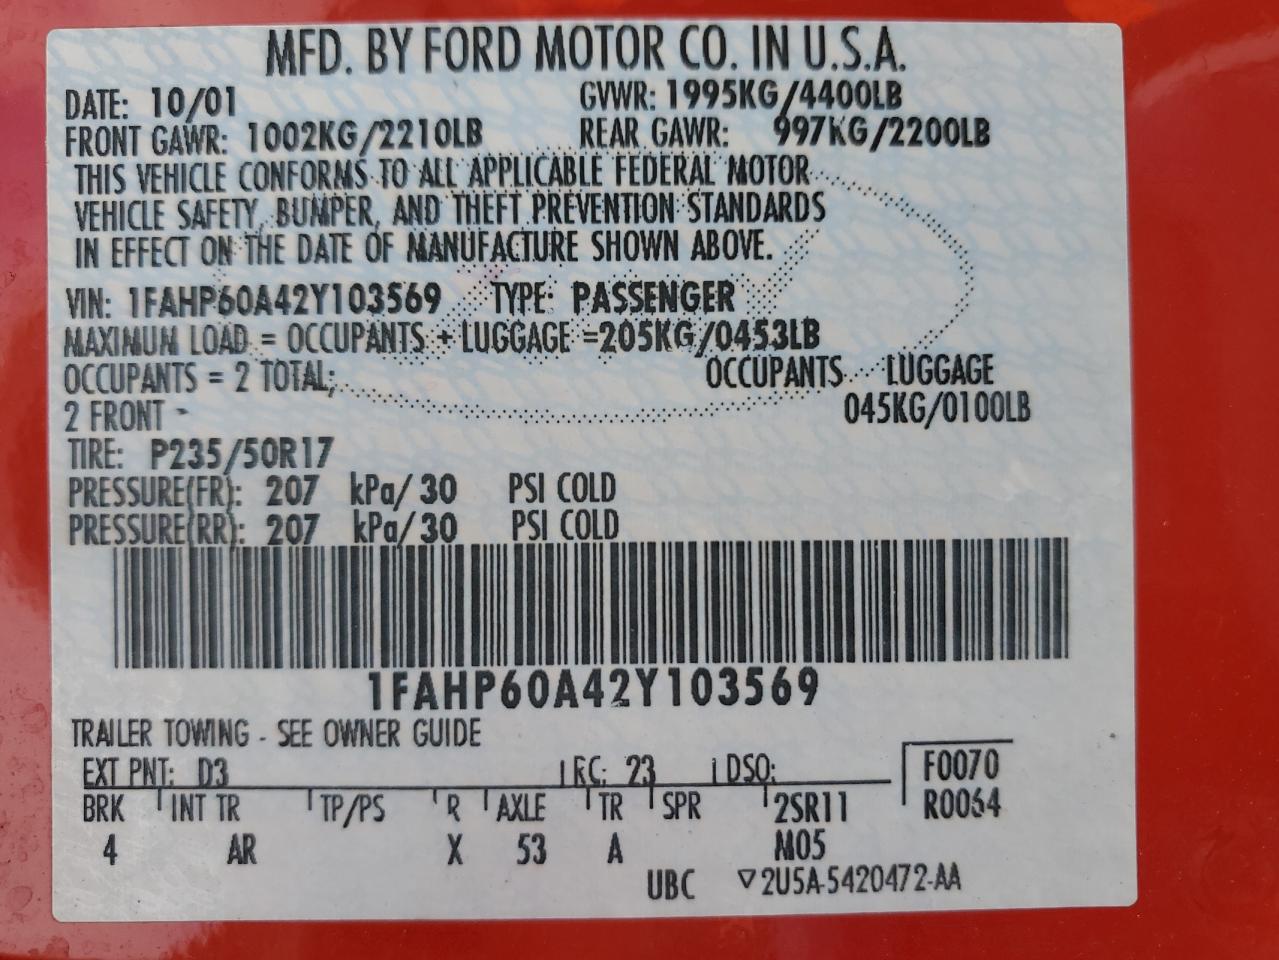 MFD. BY FORD MOTOR CO. IN U.S.A.
DATE: 10/01 GVWR: 1995KG/4400LB
FRONT GAWR: 1002KG/2210LB REAR GAWR: 997KG/2200LB
THIS VEHICLE CONFORMS TO ALL APPLICABLE FEDERAL MOTOR
VEHICLE SAFETY, BUMPER, AND THEFT PREVENTION STANDARDS
IN EFFECT ON THE DATE OF MANUFACTURE SHOWN ABOVE.
VIN: 1FAHP60A42Y103569 TYPE: PASSENGER
MAXIMUM LOAD = OCCUPANTS + LUGGAGE =205KG/0453LB
OCCUPANTS = 2 TOTAL; OCCUPANTS LUGGAGE
2 FRONT - 045KG/0100LB
TIRE: P235/50R17
PRESSURE(FR): 207 kPa/ 30 PSI COLD
PRESSURE(RR): 207 kPa/ 30 PSI COLD
1FAHP60A42Y103569
TRAILER TOWING - SEE OWNER GUIDE
EXT PNT: D3 RC: 23 DSO: F0070
BRK INT TR TP/PS R AXLE TR SPR 2SR11 R0064
4 AR X 53 A M05
UBC ▽2U5A-5420472-AA